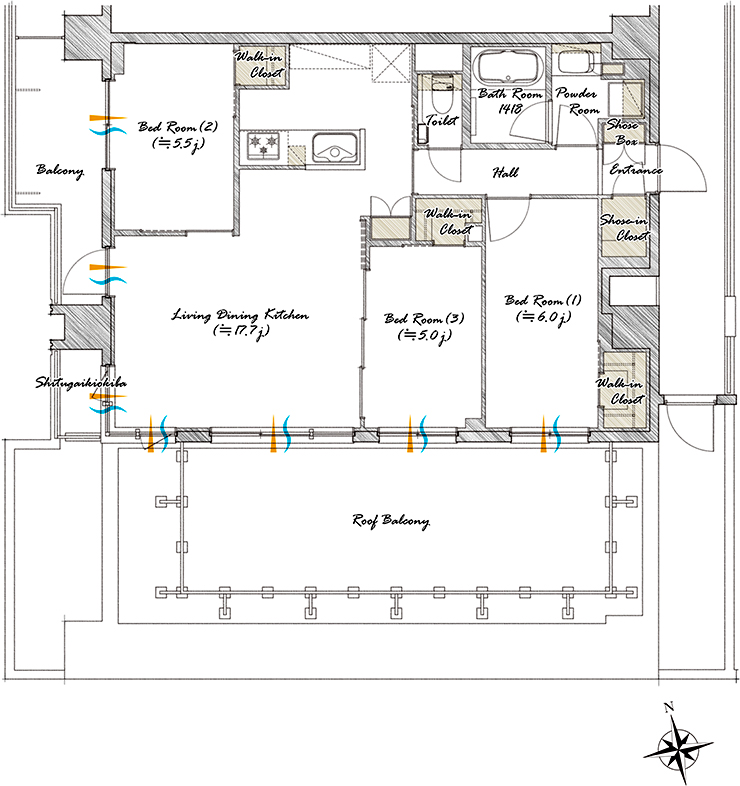 Walk-in
Closet
Bed Room (2)
(≒5.5j)
Balcony
Toilet
Bath Room
1418
Powder
Room
Shose
Box
Hall
Entrance
Walk-in
Closet
Shose-in
Closet
Living Dining Kitchen
(≒17.7j)
Bed Room (3)
(≒5.0j)
Bed Room (1)
(≒6.0j)
Shitugaikiokiba
Walk-in
Closet
Roof Balcony
N